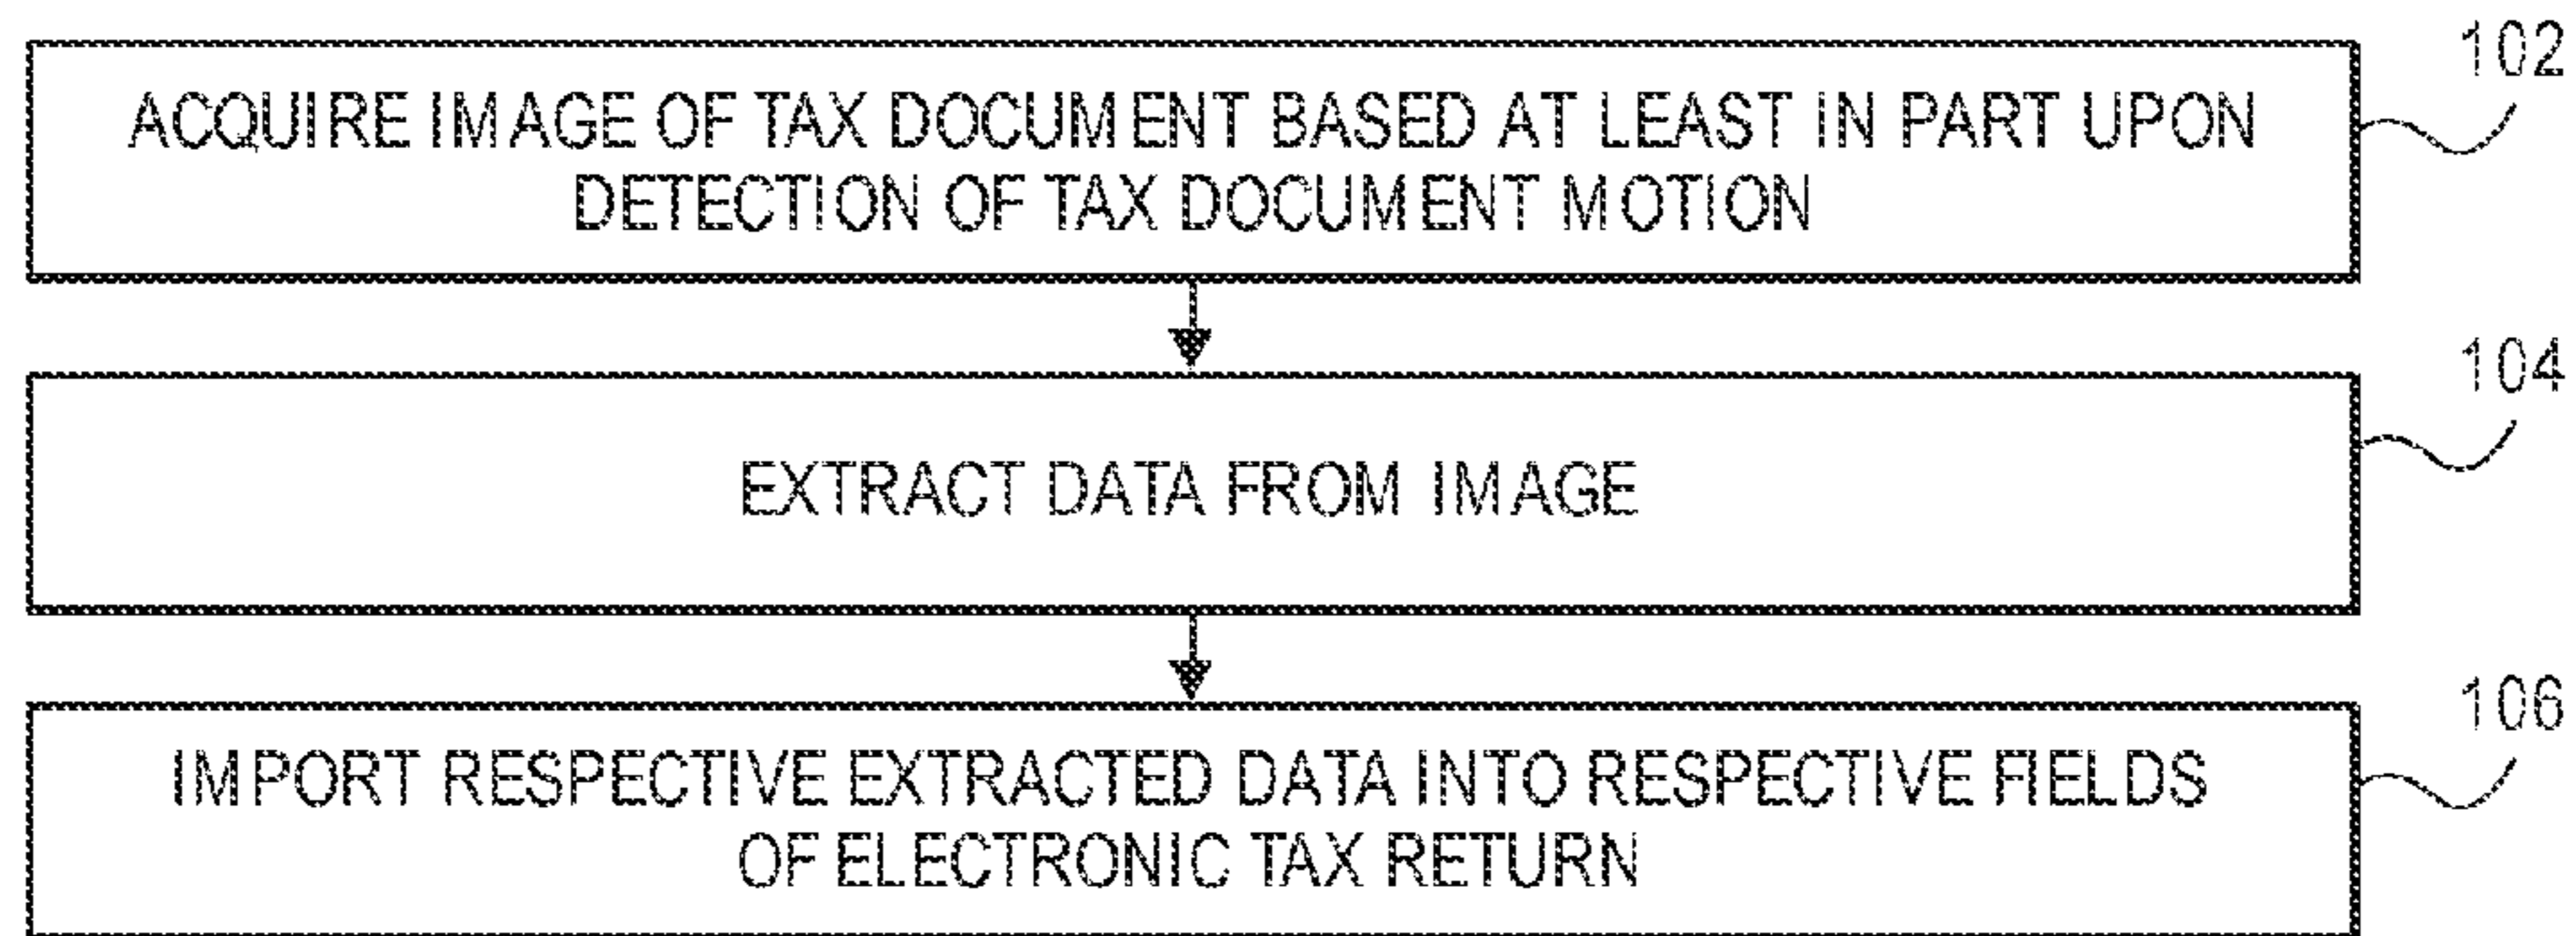 102
ACQUIRE IMAGE OF TAX DOCUMENT BASED AT LEAST IN PART UPON
DETECTION OF TAX DOCUMENT MOTION
104
EXTRACT DATA FROM IMAGE
106
IMPORT RESPECTIVE EXTRACTED DATA INTO RESPECTIVE FIELDS
OF ELECTRONIC TAX RETURN